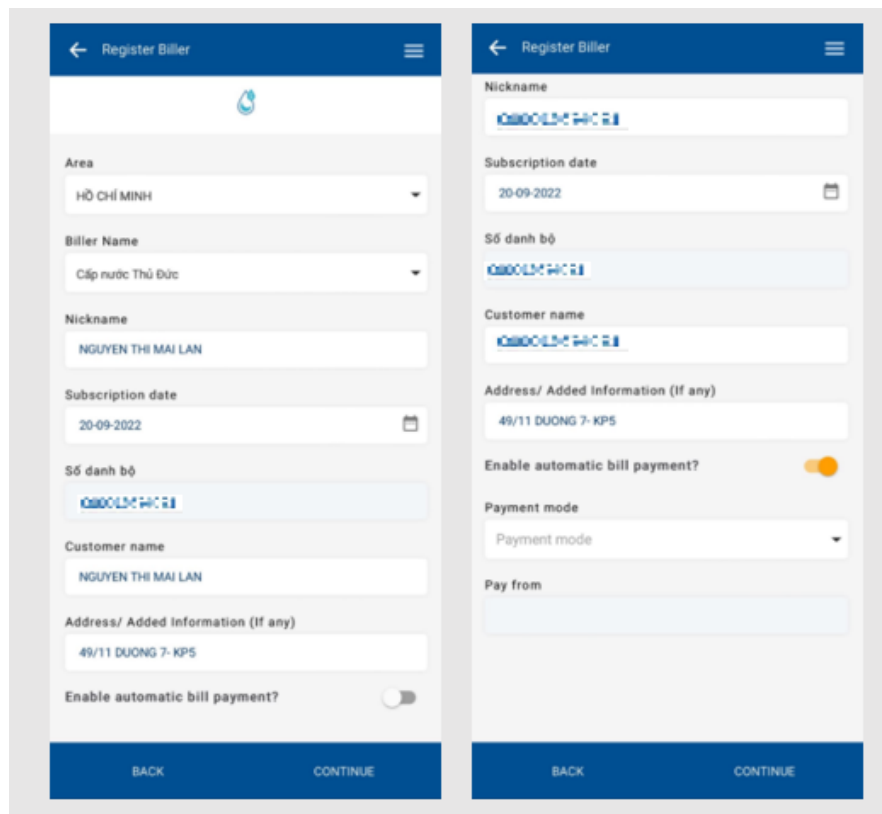 Register Biller
Area
HỒ CHÍ MINH
Biller Name
Cấp nước Thủ Đức
Nickname
NGUYEN THI MAI LAN
Subscription date
20-09-2022
Số danh bộ
Customer name
NGUYEN THI MAI LAN
Address/ Added Information (If any)
49/11 DUONG 7- KP5
Enable automatic bill payment?
BACK CONTINUE
Register Biller
Nickname
Subscription date
20-09-2022
Số danh bộ
Customer name
Address/ Added Information (If any)
49/11 DUONG 7- KP5
Enable automatic bill payment?
Payment mode
Payment mode
Pay from
BACK CONTINUE